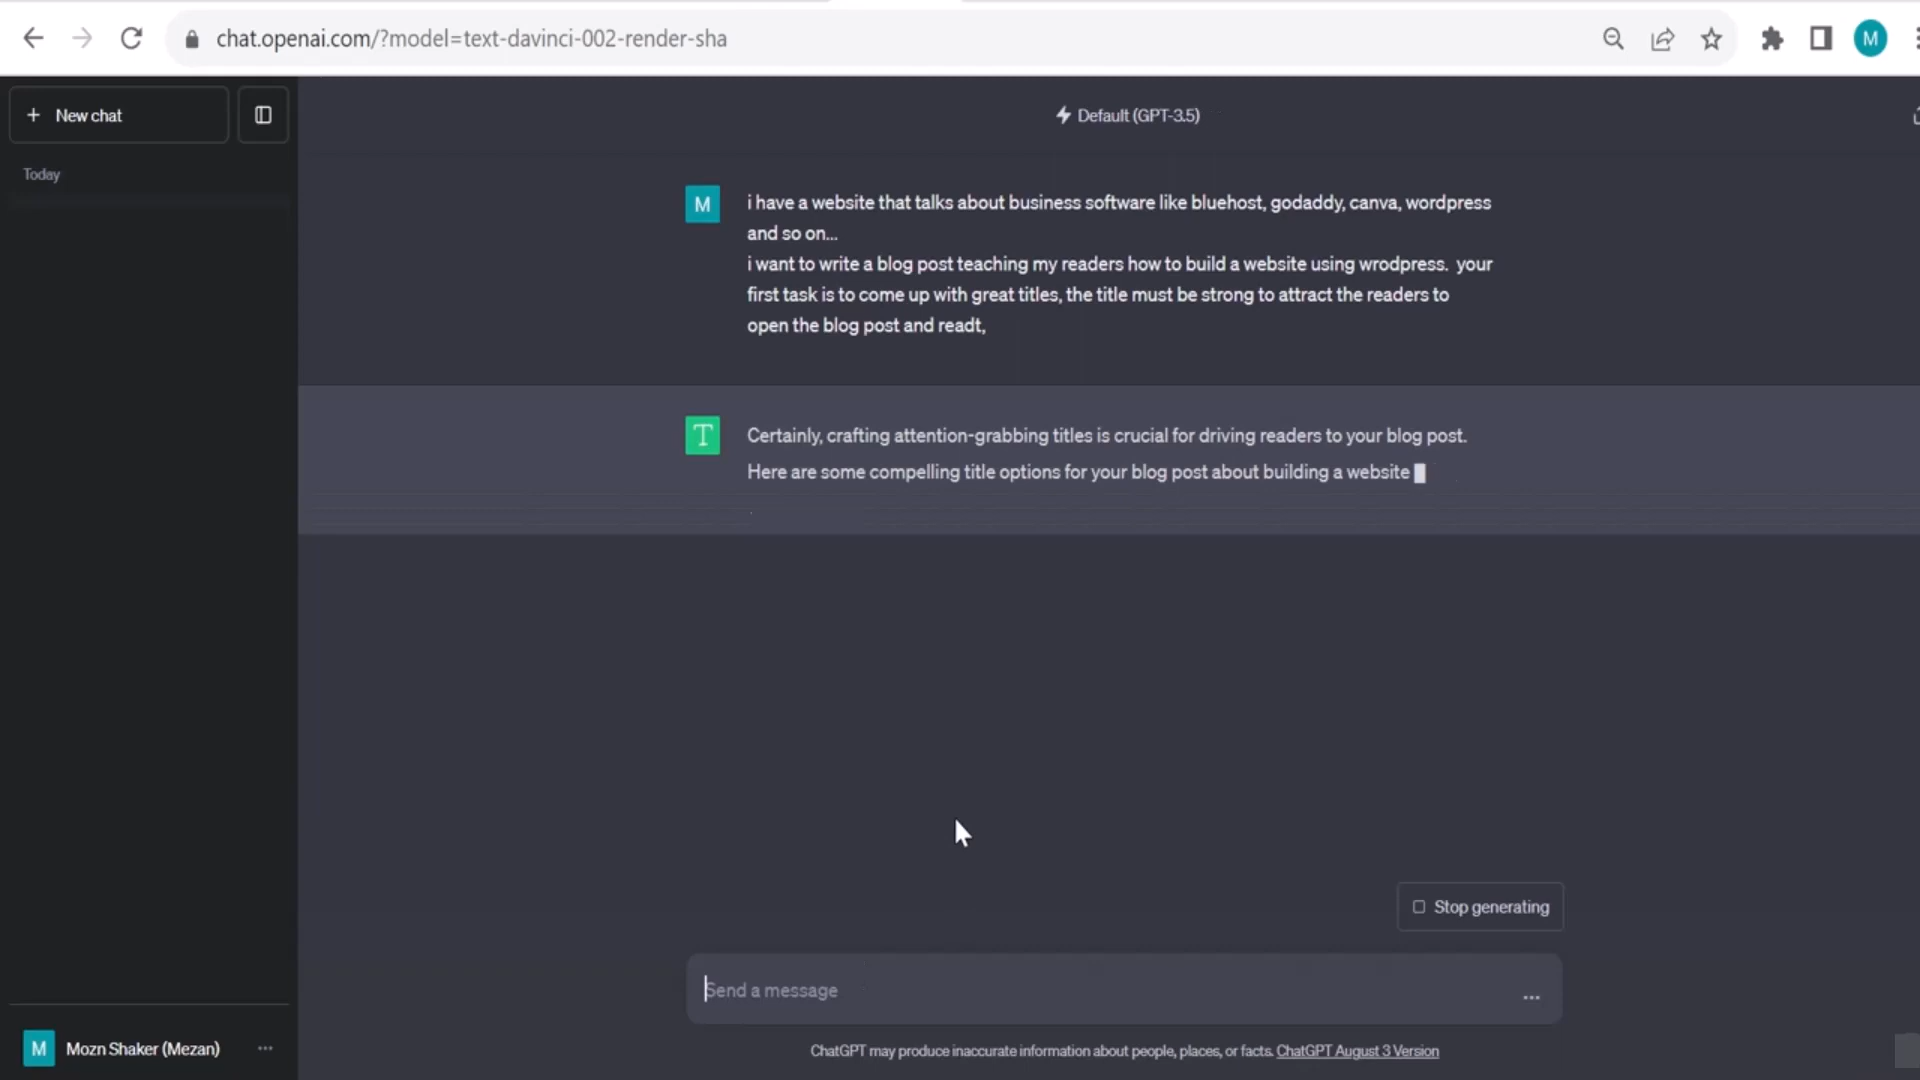 chat.openai.com/?model=text-davinci-002-render-sha
M
+ New chat
Today
Default (GPT-3.5)
M
i have a website that talks about business software like bluehost, godaddy, canva, wordpress
and so on...
i want to write a blog post teaching my readers how to build a website using wrodpress.  your
first task is to come up with great titles, the title must be strong to attract the readers to
open the blog post and readt,
T
Certainly, crafting attention-grabbing titles is crucial for driving readers to your blog post.
Here are some compelling title options for your blog post about building a website
Stop generating
Send a message
...
M
Mozn Shaker (Mezan)
...
ChatGPT may produce inaccurate information about people, places, or facts. ChatGPT August 3 Version